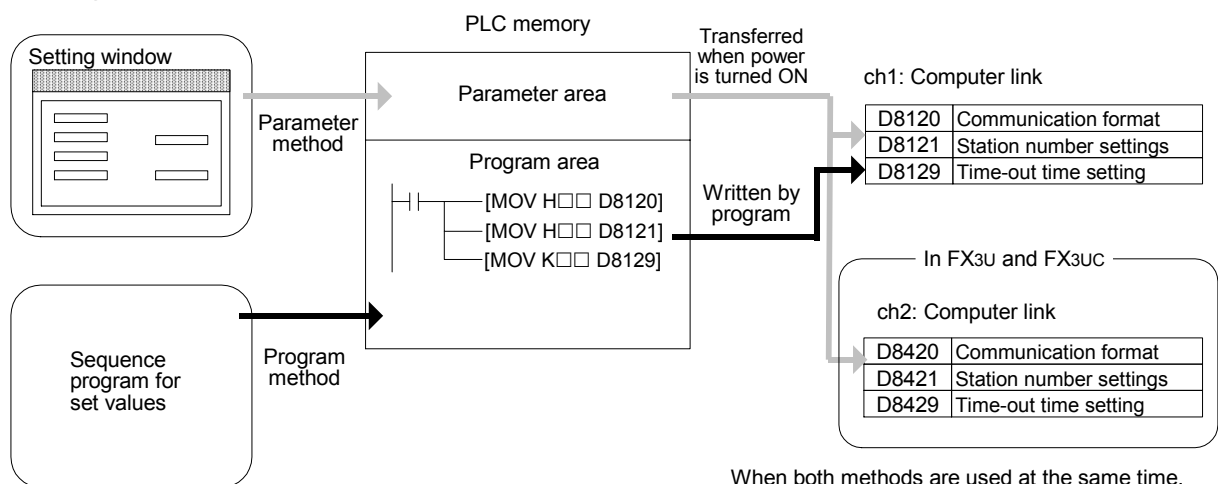 PLC memory
Setting window
Parameter
method
Parameter area
Transferred
when power
is turned ON
Program area
[MOV H□□ D8120]
[MOV H□□ D8121]
[MOV K□□ D8129]
Written by
program
ch1: Computer link
D8120 Communication format
D8121 Station number settings
D8129 Time-out time setting
Sequence
program for
set values
Program
method
In FX3U and FX3UC
ch2: Computer link
D8420 Communication format
D8421 Station number settings
D8429 Time-out time setting
When both methods are used at the same time,